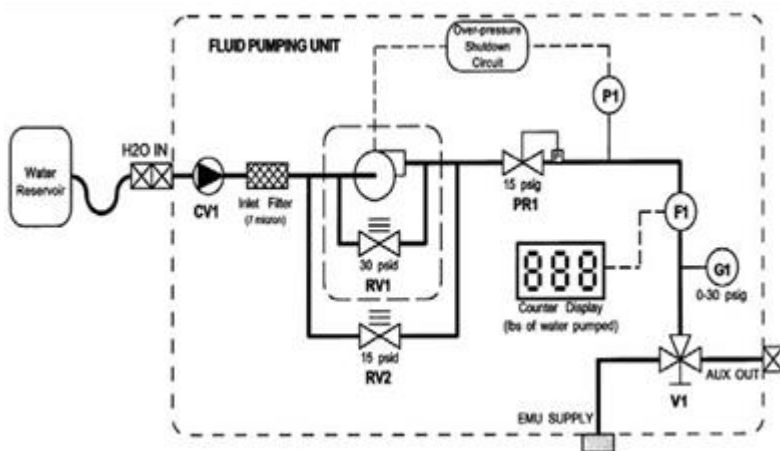 FLUID PUMPING UNIT
Over-pressure
Shutdown
Circuit
P1
H2O IN
Water
Reservoir
CV1
Inlet Filter
(7 micron)
15 psig
PR1
F1
30 psid
RV1
888
Counter Display
(lbs of water pumped)
G1
0-30 psig
15 psid
RV2
AUX OUT
V1
EMU SUPPLY